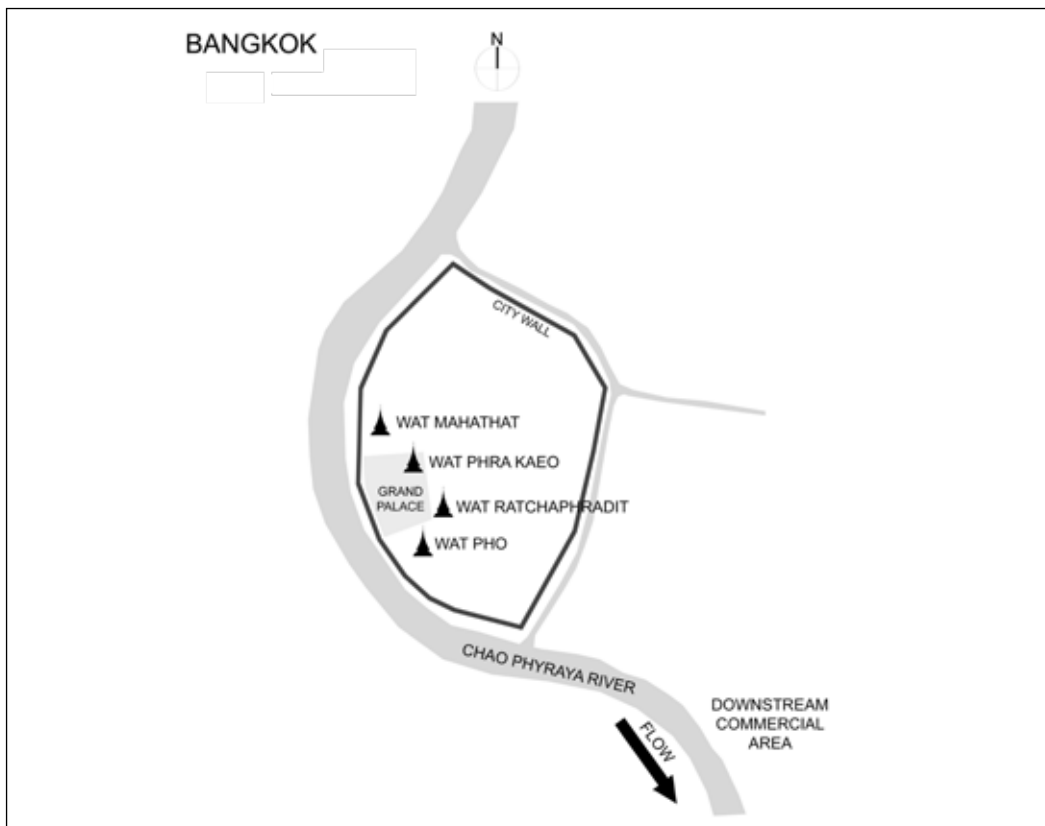 BANGKOK
N
CITY WALL
WAT MAHATHAT
WAT PHRA KAEO
GRAND
PALACE
WAT RATCHAPHRADIT
WAT PHO
CHAO PHYRAYA RIVER
FLOW
DOWNSTREAM
COMMERCIAL
AREA